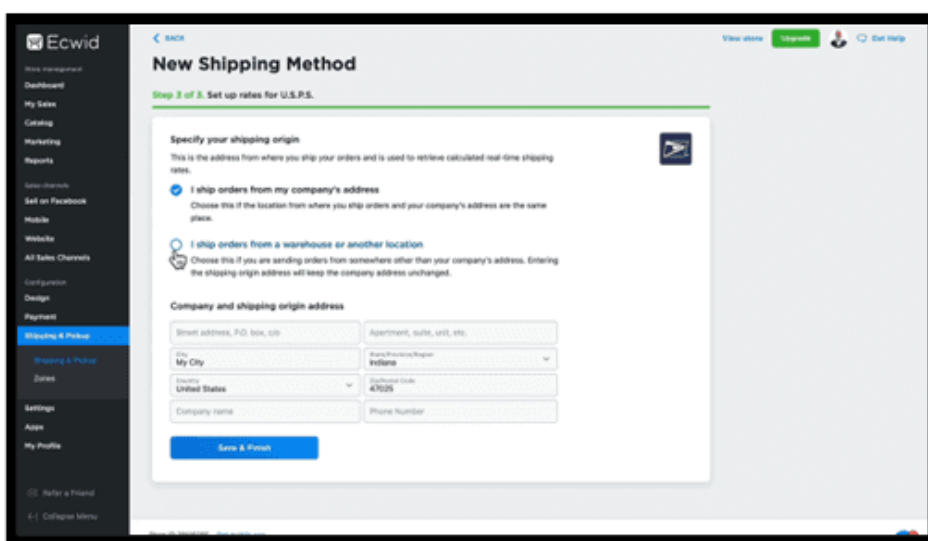 Ecwid
Store management
Dashboard
My Sales
Catalog
Marketing
Reports
Sales channels
Sell on Facebook
Mobile
Website
All Sales Channels
Configuration
Design
Payment
Shipping & Pickup
Shipping & Pickup
Zones
Settings
Apps
My Profile
Refer a Friend
Collapse Menu
BACK
View store
Upgrade
Get Help
New Shipping Method
Step 3 of 3. Set up rates for U.S.P.S.
Specify your shipping origin
This is the address from where you ship your orders and is used to retrieve calculated real-time shipping
rates.
I ship orders from my company's address
Choose this if the location from where you ship orders and your company's address are the same
place.
I ship orders from a warehouse or another location
Choose this if you are sending orders from somewhere other than your company's address. Entering
the shipping origin address will keep the company address unchanged.
Company and shipping origin address
Street address, P.O. box, c/o
Apartment, suite, unit, etc.
City
My City
State/Province/Region
Indiana
Country
United States
Zip/Postal Code
47025
Company name
Phone Number
Save & Finish